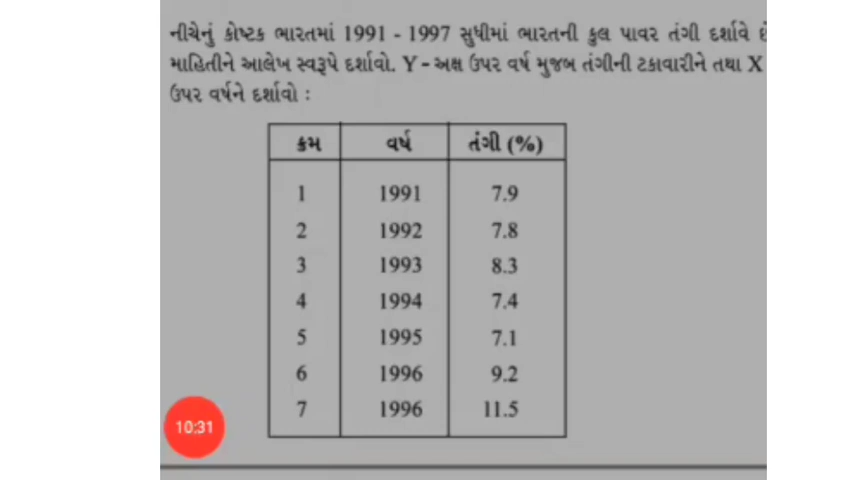 નીચેનું કોષ્ટક ભારતમાં 1991 - 1997 સુધીમાં ભારતની કુલ પાવર તંગી દર્શાવે છે
માહિતીને આલેખ સ્વરૂપે દર્શાવો. Y - અક્ષ ઉપર વર્ષ મુજબ તંગીની ટકાવારીને તથા X
ઉપર વર્ષને દર્શાવો :
ક્રમ વર્ષ તંગી (%)
1 1991 7.9
2 1992 7.8
3 1993 8.3
4 1994 7.4
5 1995 7.1
6 1996 9.2
7 1996 11.5
10:31